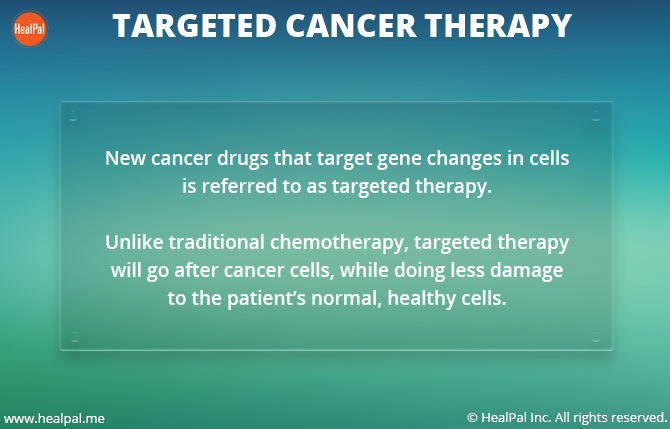 HealPal
TARGETED CANCER THERAPY
New cancer drugs that target gene changes in cells
is referred to as targeted therapy.
Unlike traditional chemotherapy, targeted therapy
will go after cancer cells, while doing less damage
to the patient’s normal, healthy cells.
www.healpal.me
© HealPal Inc. All rights reserved.